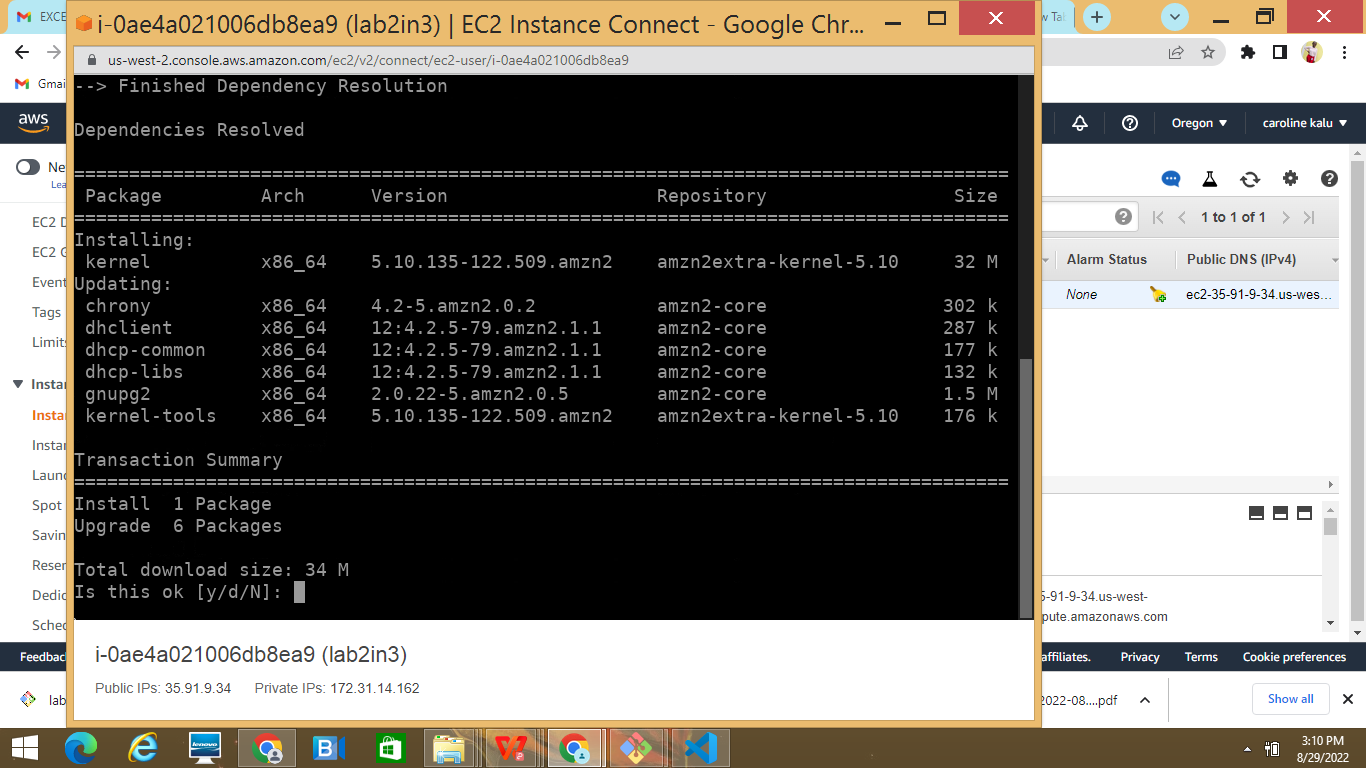 EXCE
i-0ae4a021006db8ea9 (lab2in3) | EC2 Instance Connect - Google Chr...
us-west-2.console.aws.amazon.com/ec2/v2/connect/ec2-user/i-0ae4a021006db8ea9
Gmai
aws
Oregon
caroline kalu
Ne
Lea
EC2 D
EC2 G
Event
Tags
Limits
Instan
Instan
Instan
Laun
Spot
Savin
Reser
Dedic
Sched
--> Finished Dependency Resolution
Dependencies Resolved
================================================================================
Package Arch Version Repository Size
================================================================================
Installing:
kernel x86_64 5.10.135-122.509.amzn2 amzn2extra-kernel-5.10 32 M
Updating:
chrony x86_64 4.2-5.amzn2.0.2 amzn2-core 302 k
dhclient x86_64 12:4.2.5-79.amzn2.1.1 amzn2-core 287 k
dhcp-common x86_64 12:4.2.5-79.amzn2.1.1 amzn2-core 177 k
dhcp-libs x86_64 12:4.2.5-79.amzn2.1.1 amzn2-core 132 k
gnupg2 x86_64 2.0.22-5.amzn2.0.5 amzn2-core 1.5 M
kernel-tools x86_64 5.10.135-122.509.amzn2 amzn2extra-kernel-5.10 176 k
Transaction Summary
================================================================================
Install 1 Package
Upgrade 6 Packages
Total download size: 34 M
Is this ok [y/d/N]:
i-0ae4a021006db8ea9 (lab2in3)
Public IPs: 35.91.9.34 Private IPs: 172.31.14.162
1 to 1 of 1
Alarm Status Public DNS (IPv4)
None ec2-35-91-9-34.us-wes...
5-91-9-34.us-west-
pute.amazonaws.com
Feedback
affiliates. Privacy Terms Cookie preferences
lab
2022-08....pdf
Show all
lenovo
3:10 PM
8/29/2022